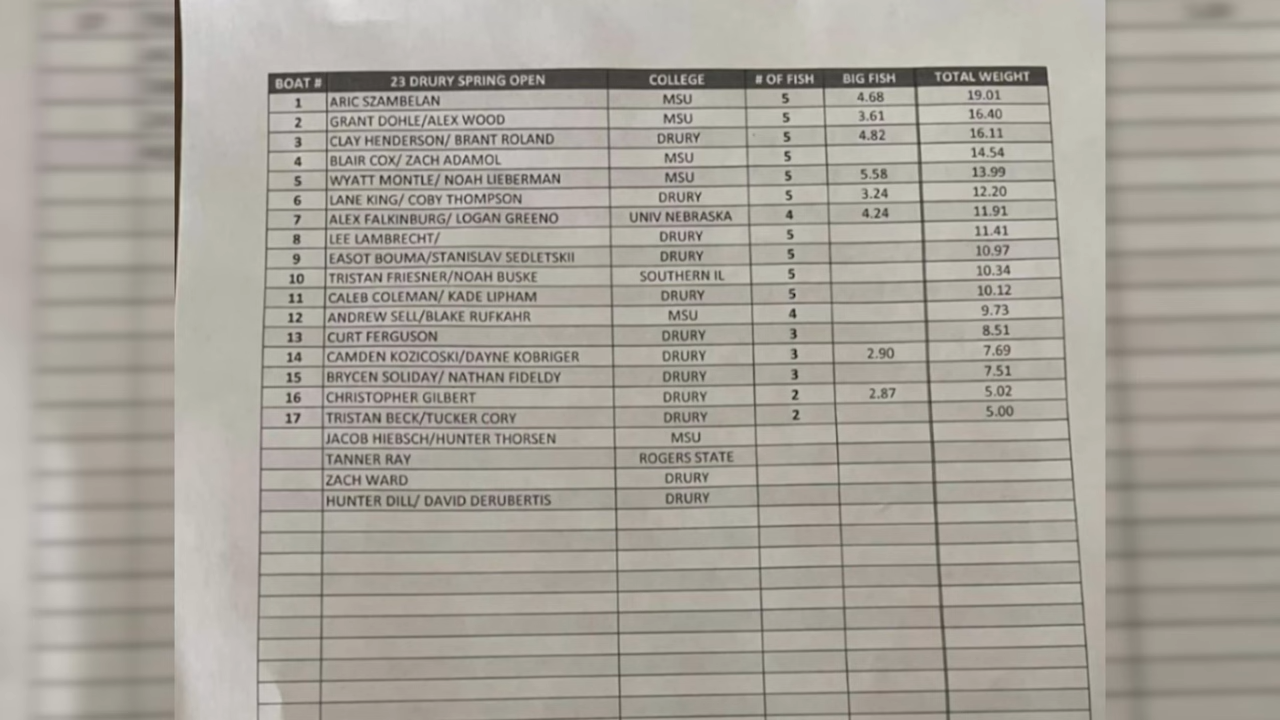 BOAT # 23 DRURY SPRING OPEN COLLEGE # OF FISH BIG FISH TOTAL WEIGHT
1 ARIC SZAMBELAN MSU 5 4.68 19.01
2 GRANT DOHLE/ALEX WOOD MSU 5 3.61 16.40
3 CLAY HENDERSON/ BRANT ROLAND DRURY 5 4.82 16.11
4 BLAIR COX/ ZACH ADAMOL MSU 5 14.54
5 WYATT MONTLE/ NOAH LIEBERMAN MSU 5 5.58 13.99
6 LANE KING/ COBY THOMPSON DRURY 5 3.24 12.20
7 ALEX FALKINBURG/ LOGAN GREENO UNIV NEBRASKA 4 4.24 11.91
8 LEE LAMBRECHT/ DRURY 5 11.41
9 EASOT BOUMA/STANISLAV SEDLETSKII DRURY 5 10.97
10 TRISTAN FRIESNER/NOAH BUSKE SOUTHERN IL 5 10.34
11 CALEB COLEMAN/ KADE LIPHAM DRURY 5 10.12
12 ANDREW SELL/BLAKE RUFKAHR MSU 4 9.73
13 CURT FERGUSON DRURY 3 8.51
14 CAMDEN KOZICOSKI/DAYNE KOBRIGER DRURY 3 2.90 7.69
15 BRYCEN SOLIDAY/ NATHAN FIDELDY DRURY 3 7.51
16 CHRISTOPHER GILBERT DRURY 2 2.87 5.02
17 TRISTAN BECK/TUCKER CORY DRURY 2 5.00
JACOB HIEBSCH/HUNTER THORSEN MSU
TANNER RAY ROGERS STATE
ZACH WARD DRURY
HUNTER DILL/ DAVID DERUBERTIS DRURY